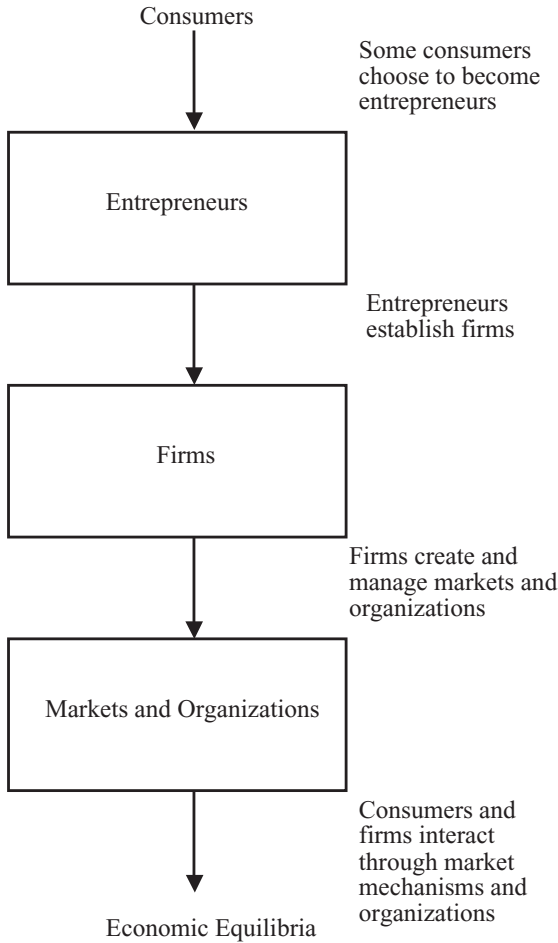 Consumers
Some consumers
choose to become
entrepreneurs
Entrepreneurs
Entrepreneurs
establish firms
Firms
Firms create and
manage markets and
organizations
Markets and Organizations
Consumers and
firms interact
through market
mechanisms and
organizations
Economic Equilibria